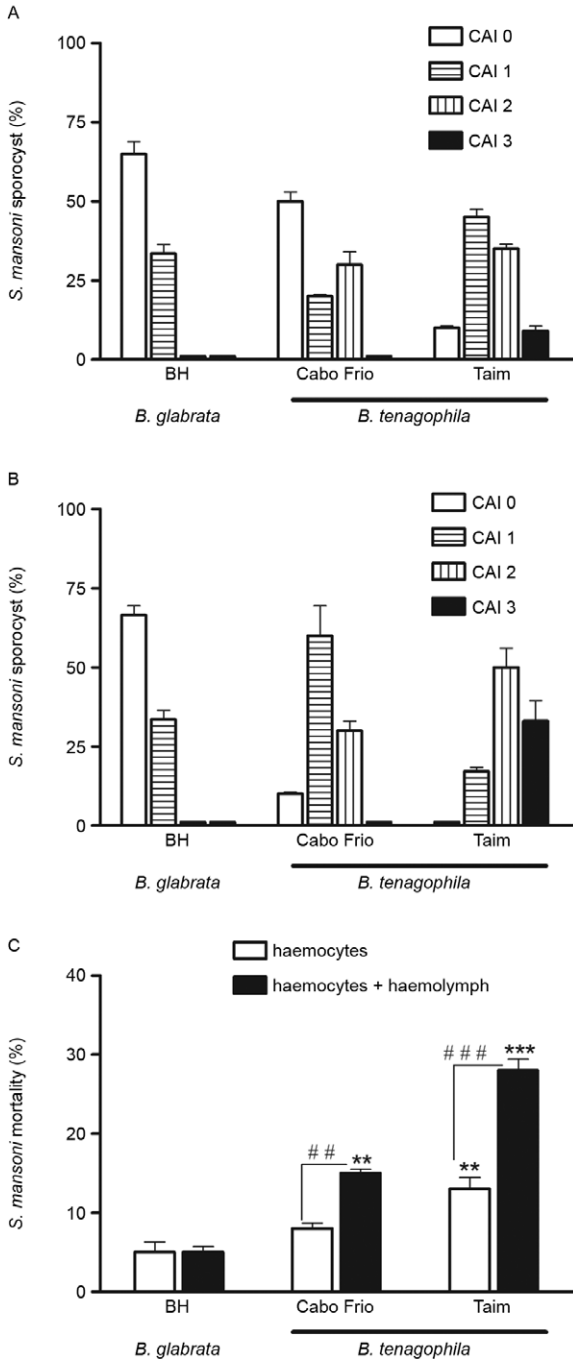 A
S. mansoni sporocyst (%)
100
75
50
25
0
CAI 0
CAI 1
CAI 2
CAI 3
BH
Cabo Frio
Taim
B. glabrata
B. tenagophila
B
S. mansoni sporocyst (%)
100
75
50
25
0
CAI 0
CAI 1
CAI 2
CAI 3
BH
Cabo Frio
Taim
B. glabrata
B. tenagophila
C
S. mansoni mortality (%)
40
30
20
10
0
haemocytes
haemocytes + haemolymph
# #
**
# # #
***
**
BH
Cabo Frio
Taim
B. glabrata
B. tenagophila